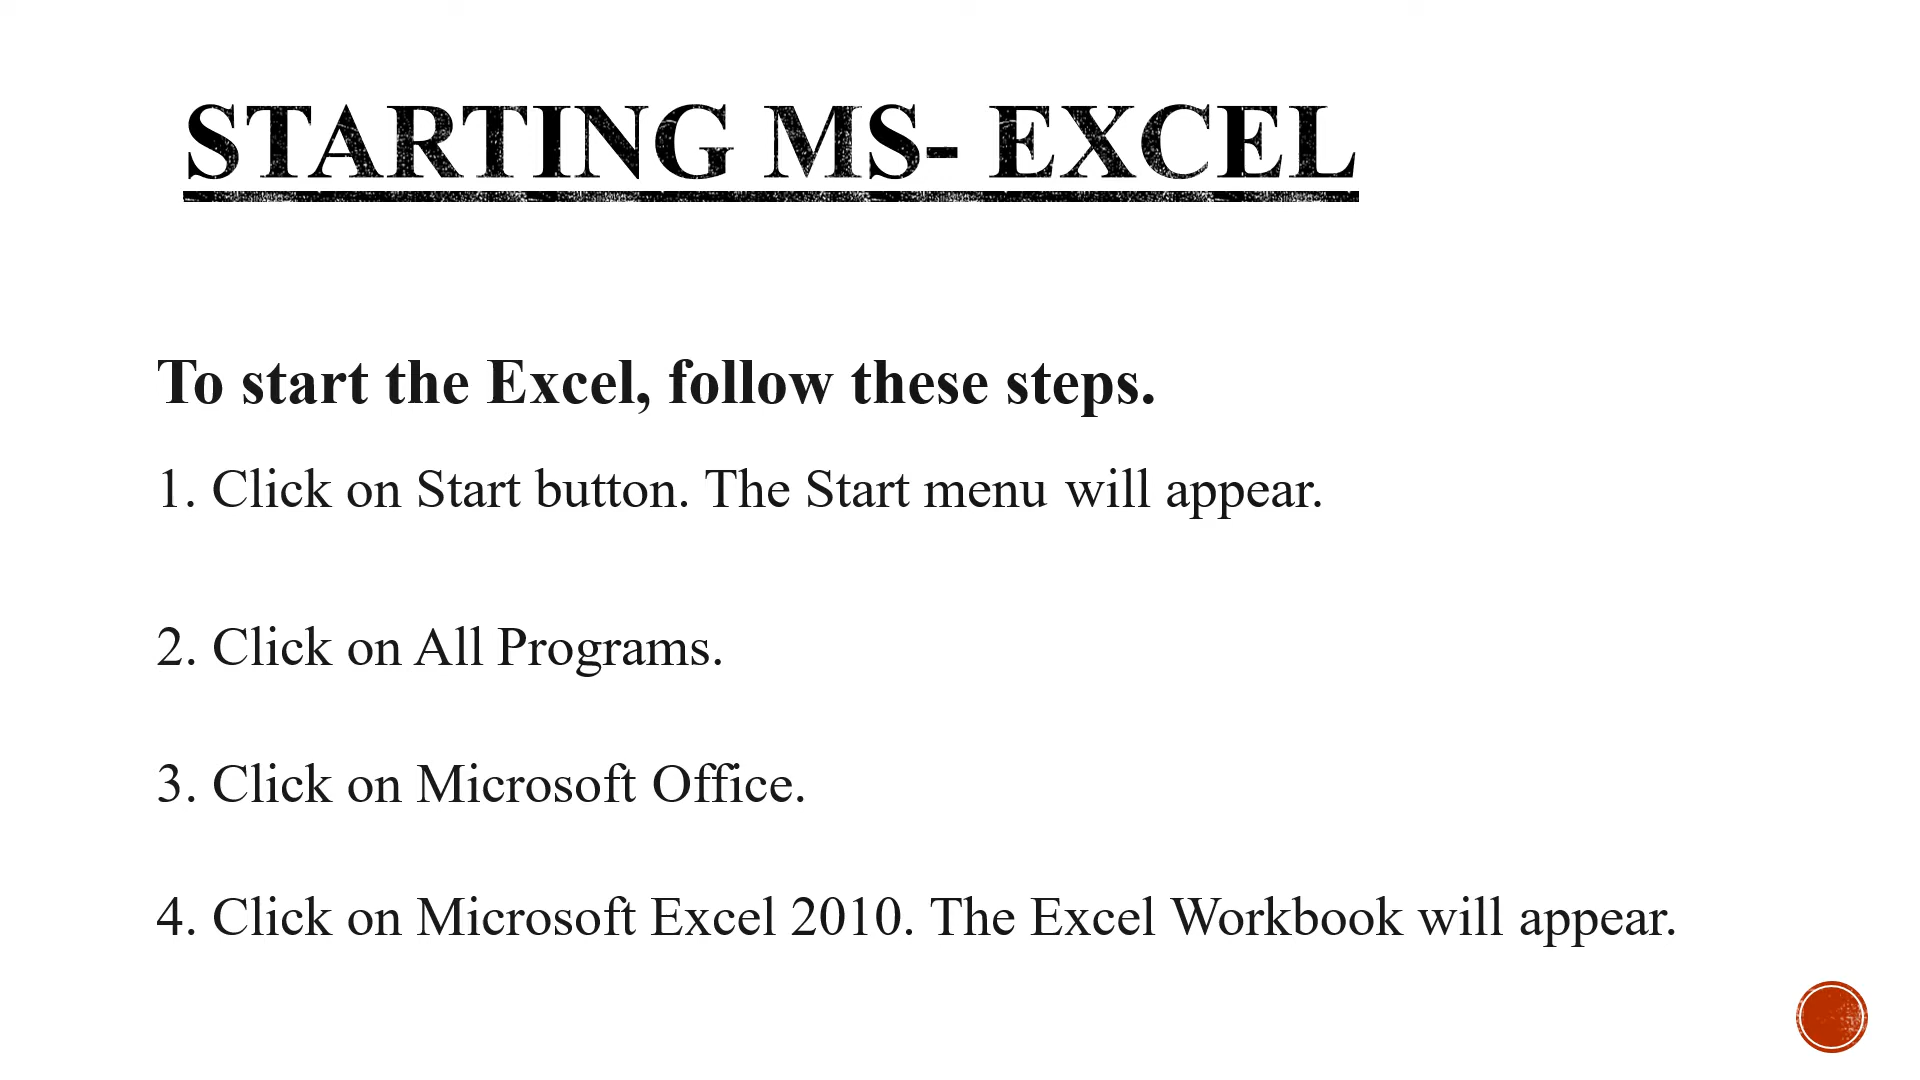 STARTING MS- EXCEL
To start the Excel, follow these steps.
1. Click on Start button. The Start menu will appear.
2. Click on All Programs.
3. Click on Microsoft Office.
4. Click on Microsoft Excel 2010. The Excel Workbook will appear.